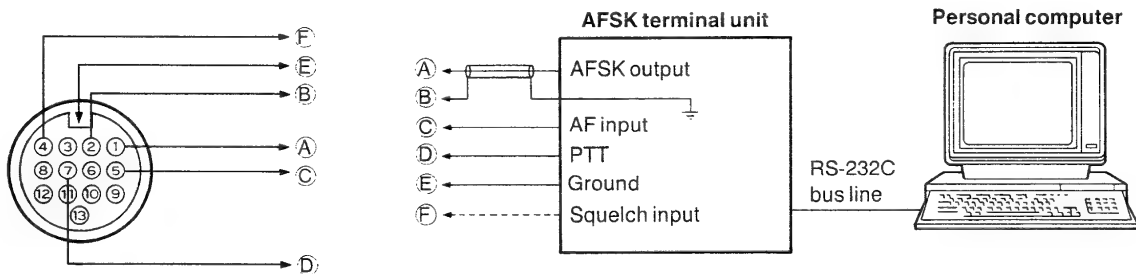 Ⓕ
Ⓔ
Ⓑ
④ ③ ② ①
Ⓐ
⑧ ⑦ ⑥ ⑤
Ⓒ
⑫ ⑪ ⑩ ⑨
⑬
Ⓓ
AFSK terminal unit
Ⓐ AFSK output
Ⓑ
Ⓒ AF input
Ⓓ PTT
Ⓔ Ground
Ⓕ Squelch input
RS-232C
bus line
Personal computer